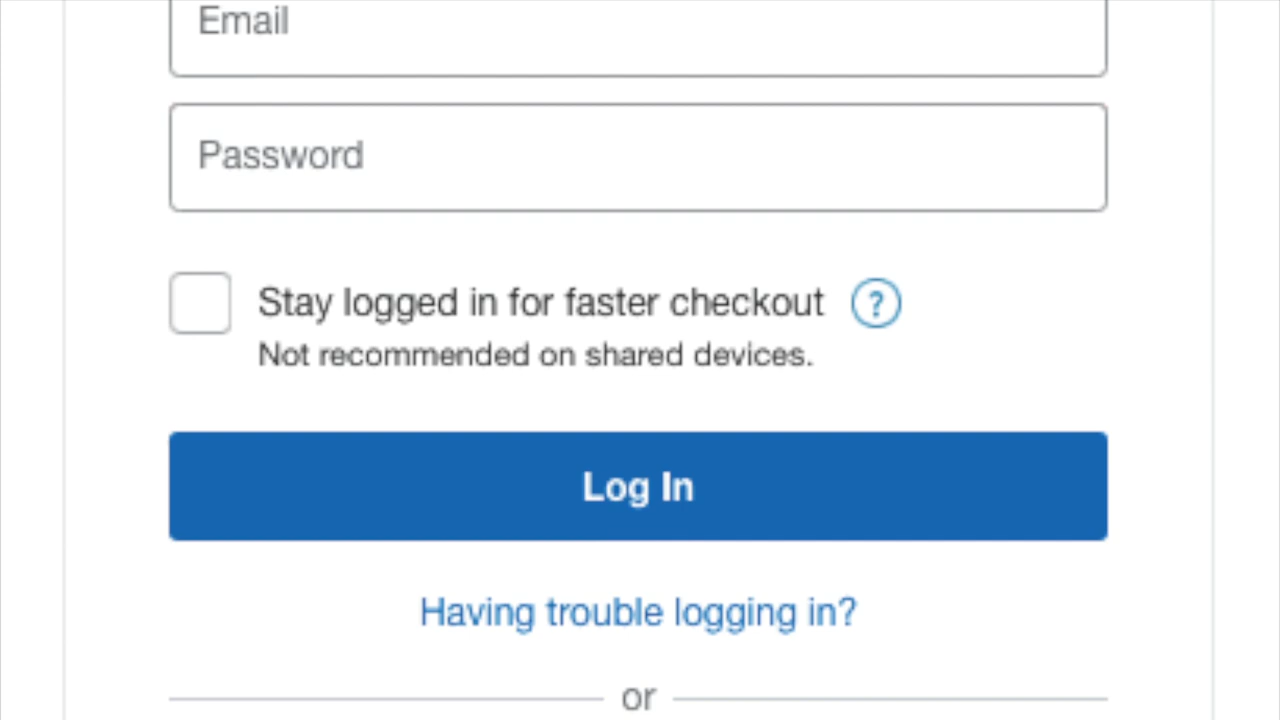 Email
Password
Stay logged in for faster checkout ?
Not recommended on shared devices.
Log In
Having trouble logging in?
or